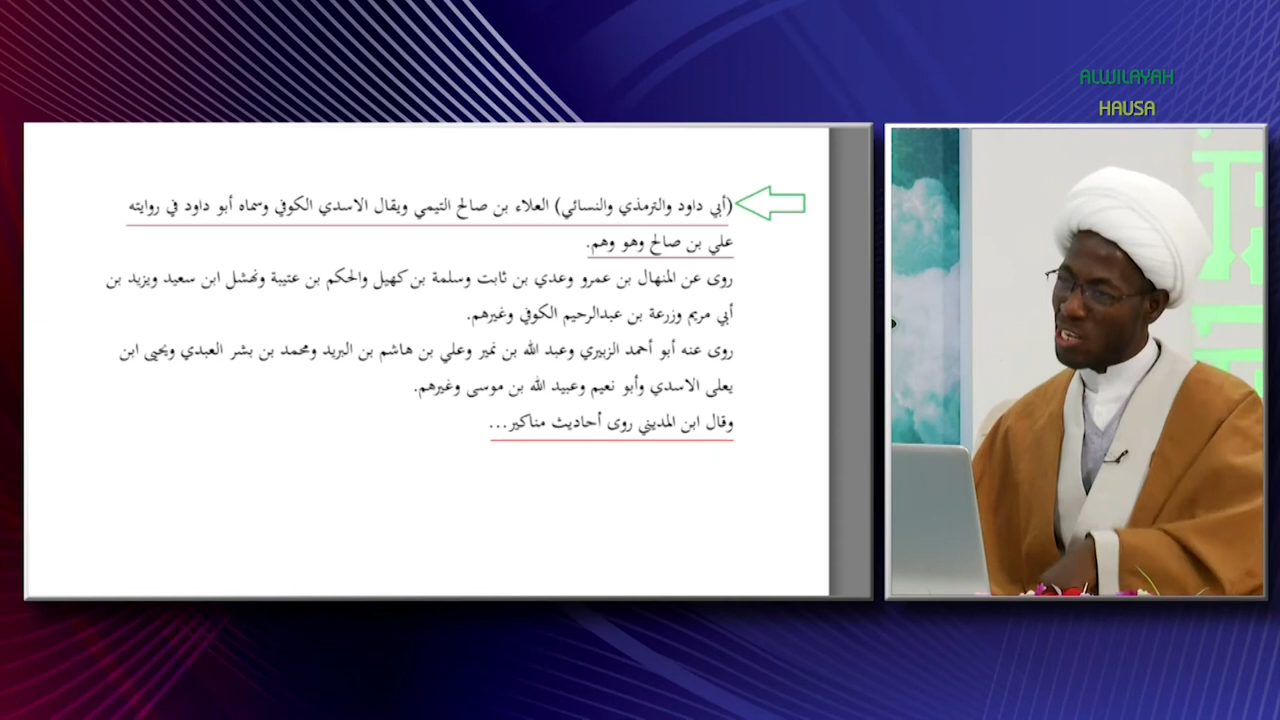 ALWILAYAH
HAUSA
(أبي داود والترمذي والنسائي) العلاء بن صالح التيمي ويقال الاسدي الكوفي وسماه أبو داود في روايته
علي بن صالح وهو وهم.
روى عن المنهال بن عمرو وعدي بن ثابت وسلمة بن كهيل والحكم بن عتيبة ونهشل ابن سعيد ويزيد بن
أبي مريم وزرعة بن عبدالرحيم الكوفي وغيرهم.
روى عنه أبو أحمد الزبيري وعبد الله بن نمير وعلي بن هاشم بن البريد ومحمد بن بشر العبدي ويحيى ابن
يعلى الاسدي وأبو نعيم وعبيد الله بن موسى وغيرهم.
وقال ابن المديني روى أحاديث مناكير...